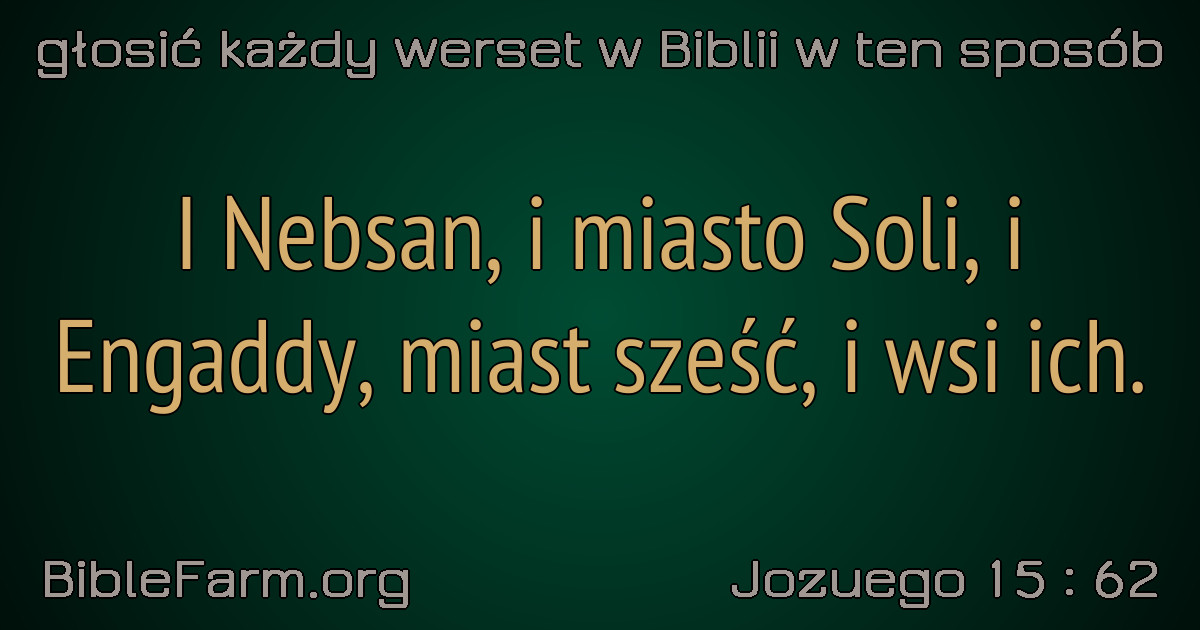 głosić każdy werset w Biblii w ten sposób
I Nebsan, i miasto Soli, i
Engaddy, miast sześć, i wsi ich.
BibleFarm.org
Jozuego 15 : 62